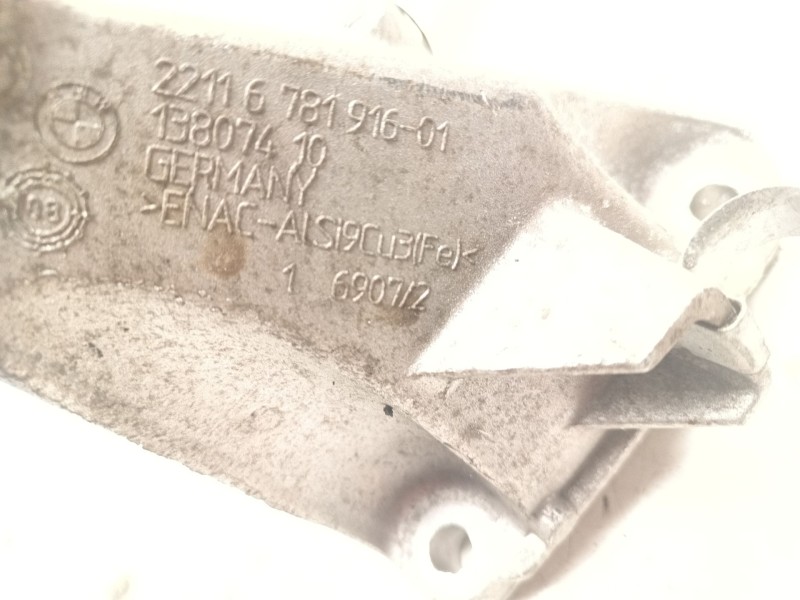 2211 6 781 916-01
138074 10
GERMANY
>ENAC-AlSi9Cu3(Fe)<
1 6907/2